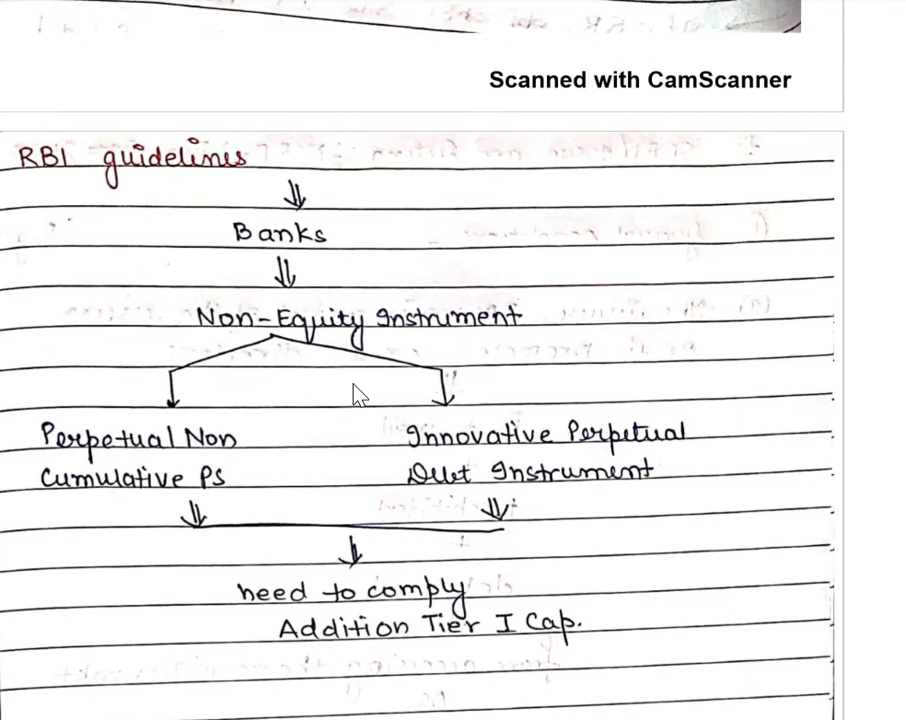 Scanned with CamScanner
RBI guidelines
Banks
Non-Equity Instrument
Perpetual Non Innovative Perpetual
Cumulative PS Debt Instrument
need to comply
Addition Tier I Cap.